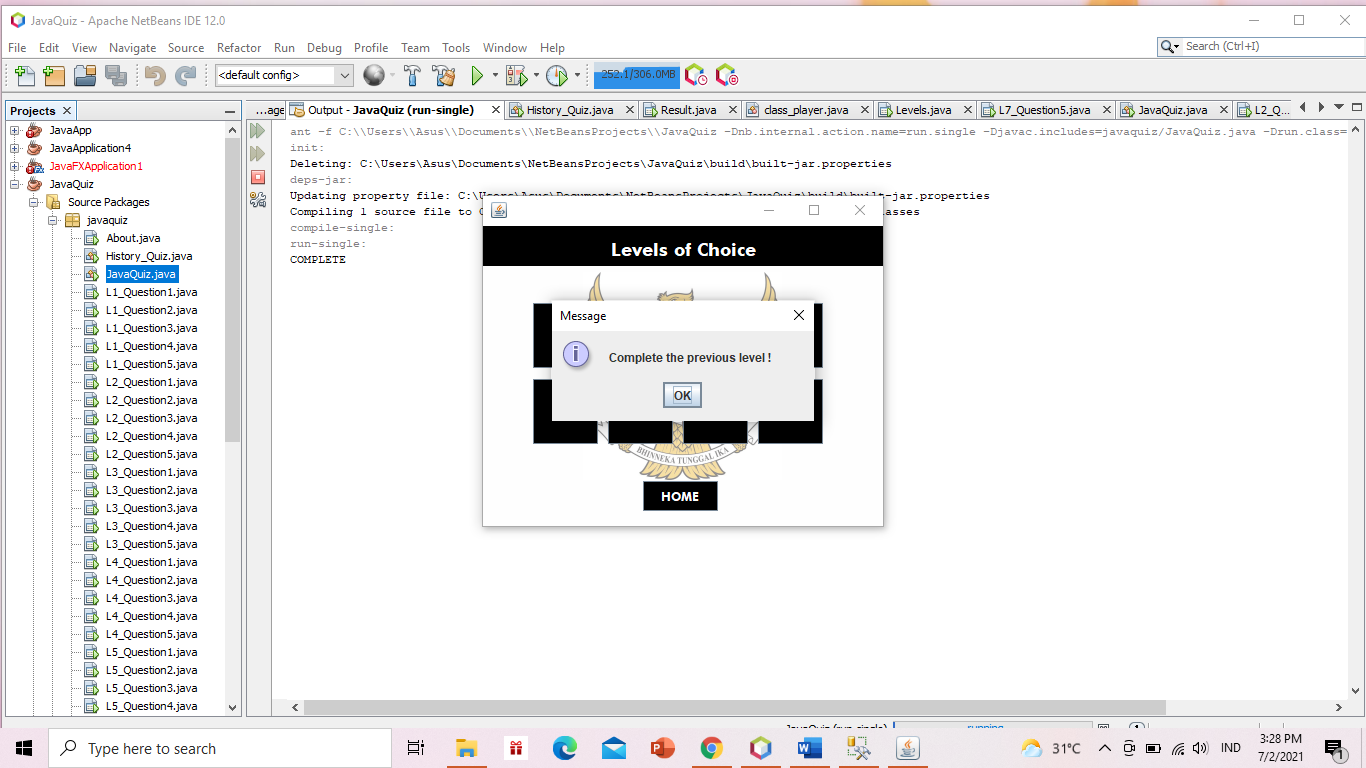 JavaQuiz - Apache NetBeans IDE 12.0
File Edit View Navigate Source Refactor Run Debug Profile Team Tools Window Help
Search (Ctrl+I)
<default config>
252.1/306.0MB
Projects
...age
Output - JavaQuiz (run-single)
History_Quiz.java
Result.java
class_player.java
Levels.java
L7_Question5.java
JavaQuiz.java
L2_Q...
JavaApp
JavaApplication4
JavaFXApplication1
JavaQuiz
Source Packages
javaquiz
About.java
History_Quiz.java
JavaQuiz.java
L1_Question1.java
L1_Question2.java
L1_Question3.java
L1_Question4.java
L1_Question5.java
L2_Question1.java
L2_Question2.java
L2_Question3.java
L2_Question4.java
L2_Question5.java
L3_Question1.java
L3_Question2.java
L3_Question3.java
L3_Question4.java
L3_Question5.java
L4_Question1.java
L4_Question2.java
L4_Question3.java
L4_Question4.java
L4_Question5.java
L5_Question1.java
L5_Question2.java
L5_Question3.java
L5_Question4.java
ant -f C:\\Users\\Asus\\Documents\\NetBeansProjects\\JavaQuiz -Dnb.internal.action.name=run.single -Djavac.includes=javaquiz/JavaQuiz.java -Drun.class=
init:
Deleting: C:\Users\Asus\Documents\NetBeansProjects\JavaQuiz\build\built-jar.properties
deps-jar:
Updating property file: C:\Users\Asus\Documents\NetBeansProjects\JavaQuiz\build\built-jar.properties
Compiling 1 source file to
compile-single:
run-single:
COMPLETE
Levels of Choice
Message
Complete the previous level !
OK
BHINNEKA TUNGGAL IKA
HOME
JavaQuiz (run-single)
running...
Type here to search
31°C
IND
3:28 PM
7/2/2021
1